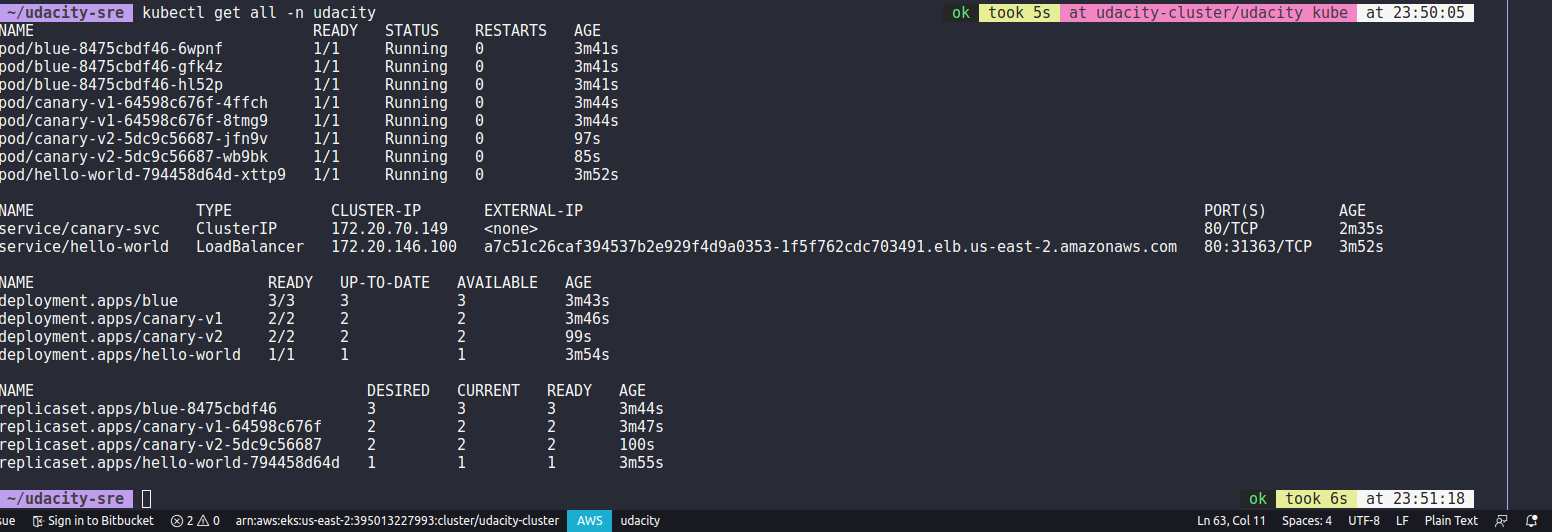 ~/udacity-sre kubectl get all -n udacity ok took 5s at udacity-cluster/udacity kube at 23:50:05
NAME READY STATUS RESTARTS AGE
pod/blue-8475cbdf46-6wpnf 1/1 Running 0 3m41s
pod/blue-8475cbdf46-gfk4z 1/1 Running 0 3m41s
pod/blue-8475cbdf46-hl52p 1/1 Running 0 3m41s
pod/canary-v1-64598c676f-4ffch 1/1 Running 0 3m44s
pod/canary-v1-64598c676f-8tmg9 1/1 Running 0 3m44s
pod/canary-v2-5dc9c56687-jfn9v 1/1 Running 0 97s
pod/canary-v2-5dc9c56687-wb9bk 1/1 Running 0 85s
pod/hello-world-794458d64d-xttp9 1/1 Running 0 3m52s
NAME TYPE CLUSTER-IP EXTERNAL-IP PORT(S) AGE
service/canary-svc ClusterIP 172.20.70.149 <none> 80/TCP 2m35s
service/hello-world LoadBalancer 172.20.146.100 a7c51c26caf394537b2e929f4d9a0353-1f5f762cdc703491.elb.us-east-2.amazonaws.com 80:31363/TCP 3m52s
NAME READY UP-TO-DATE AVAILABLE AGE
deployment.apps/blue 3/3 3 3 3m43s
deployment.apps/canary-v1 2/2 2 2 3m46s
deployment.apps/canary-v2 2/2 2 2 99s
deployment.apps/hello-world 1/1 1 1 3m54s
NAME DESIRED CURRENT READY AGE
replicaset.apps/blue-8475cbdf46 3 3 3 3m44s
replicaset.apps/canary-v1-64598c676f 2 2 2 3m47s
replicaset.apps/canary-v2-5dc9c56687 2 2 2 100s
replicaset.apps/hello-world-794458d64d 1 1 1 3m55s
~/udacity-sre ok took 6s at 23:51:18
sue Sign in to Bitbucket 2 0 arn:aws:eks:us-east-2:395013227993:cluster/udacity-cluster AWS udacity Ln 63, Col 11 Spaces: 4 UTF-8 LF Plain Text